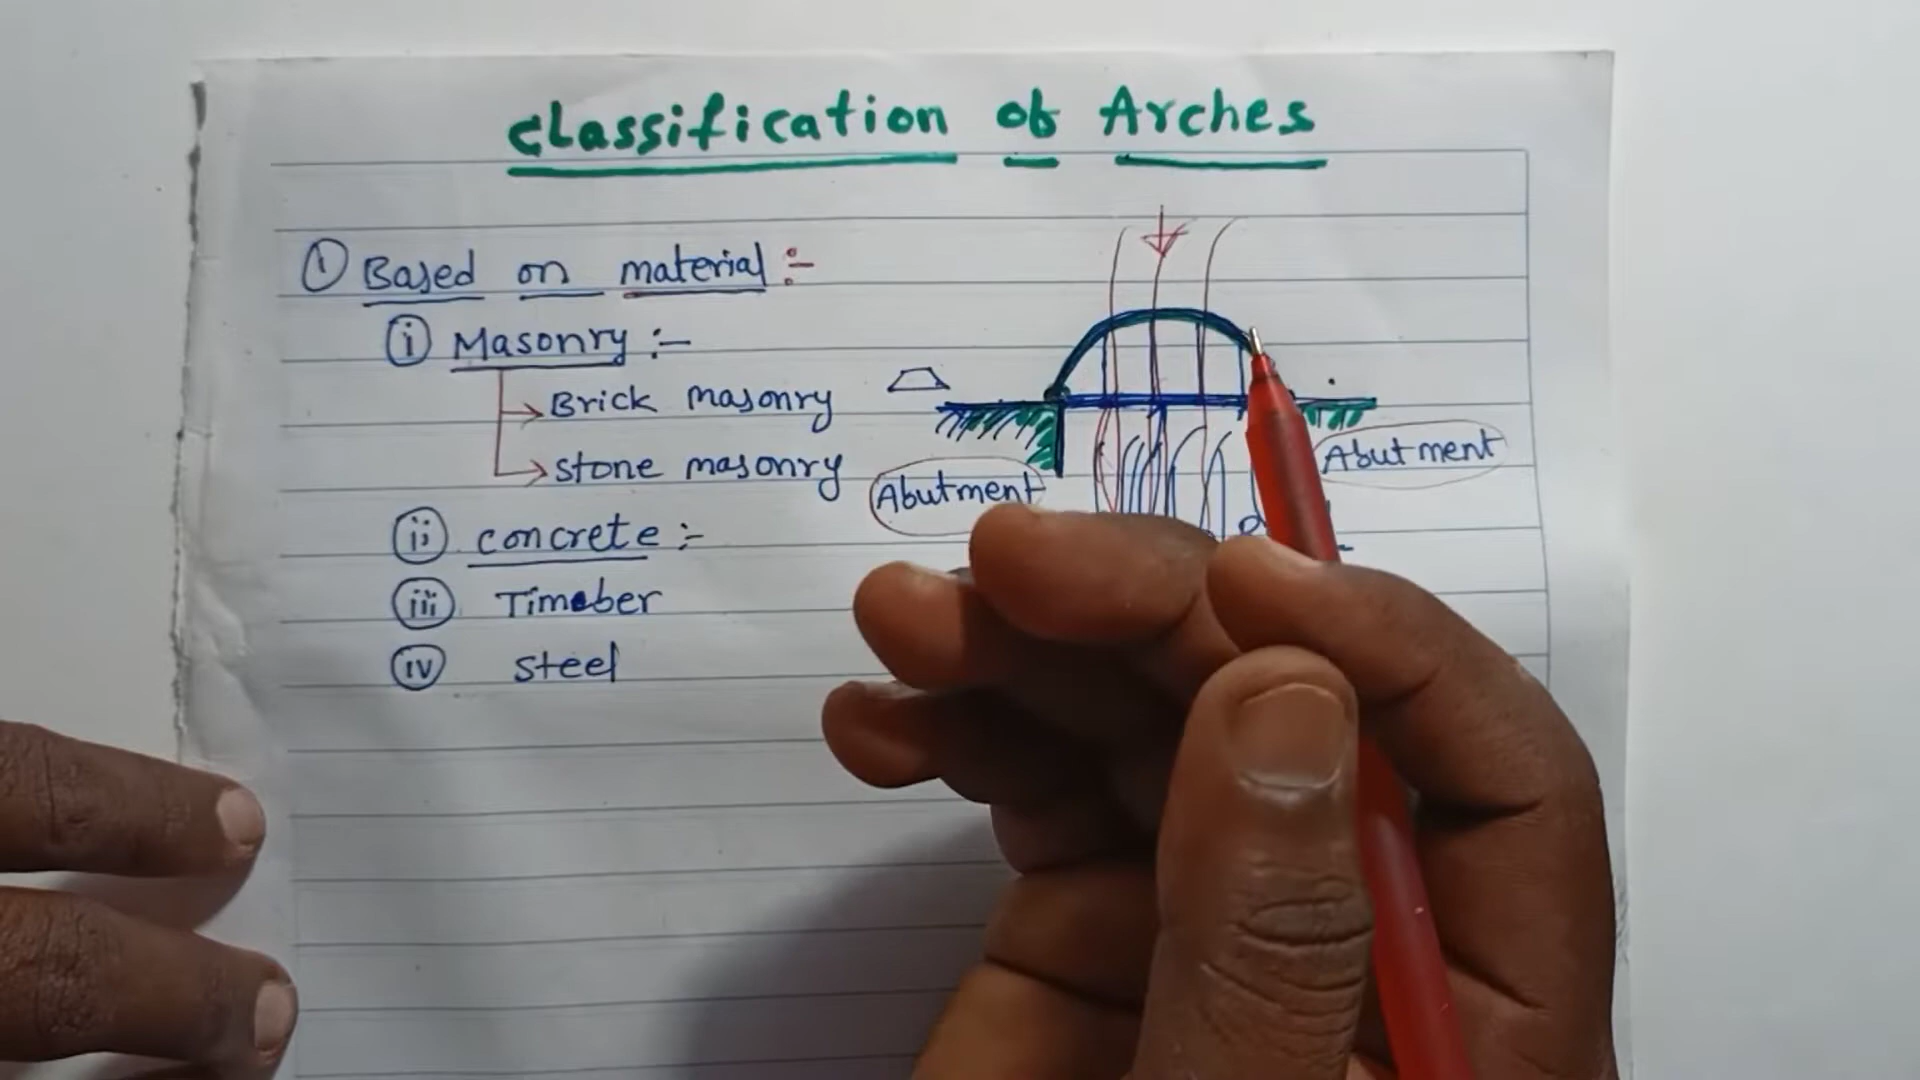 Classification of Arches
① Based on material :-
ⓘ Masonry :-
→ Brick masonry
→ stone masonry
Abutment
Abutment
ⅱ concrete :-
ⅲ Timber
ⅳ steel